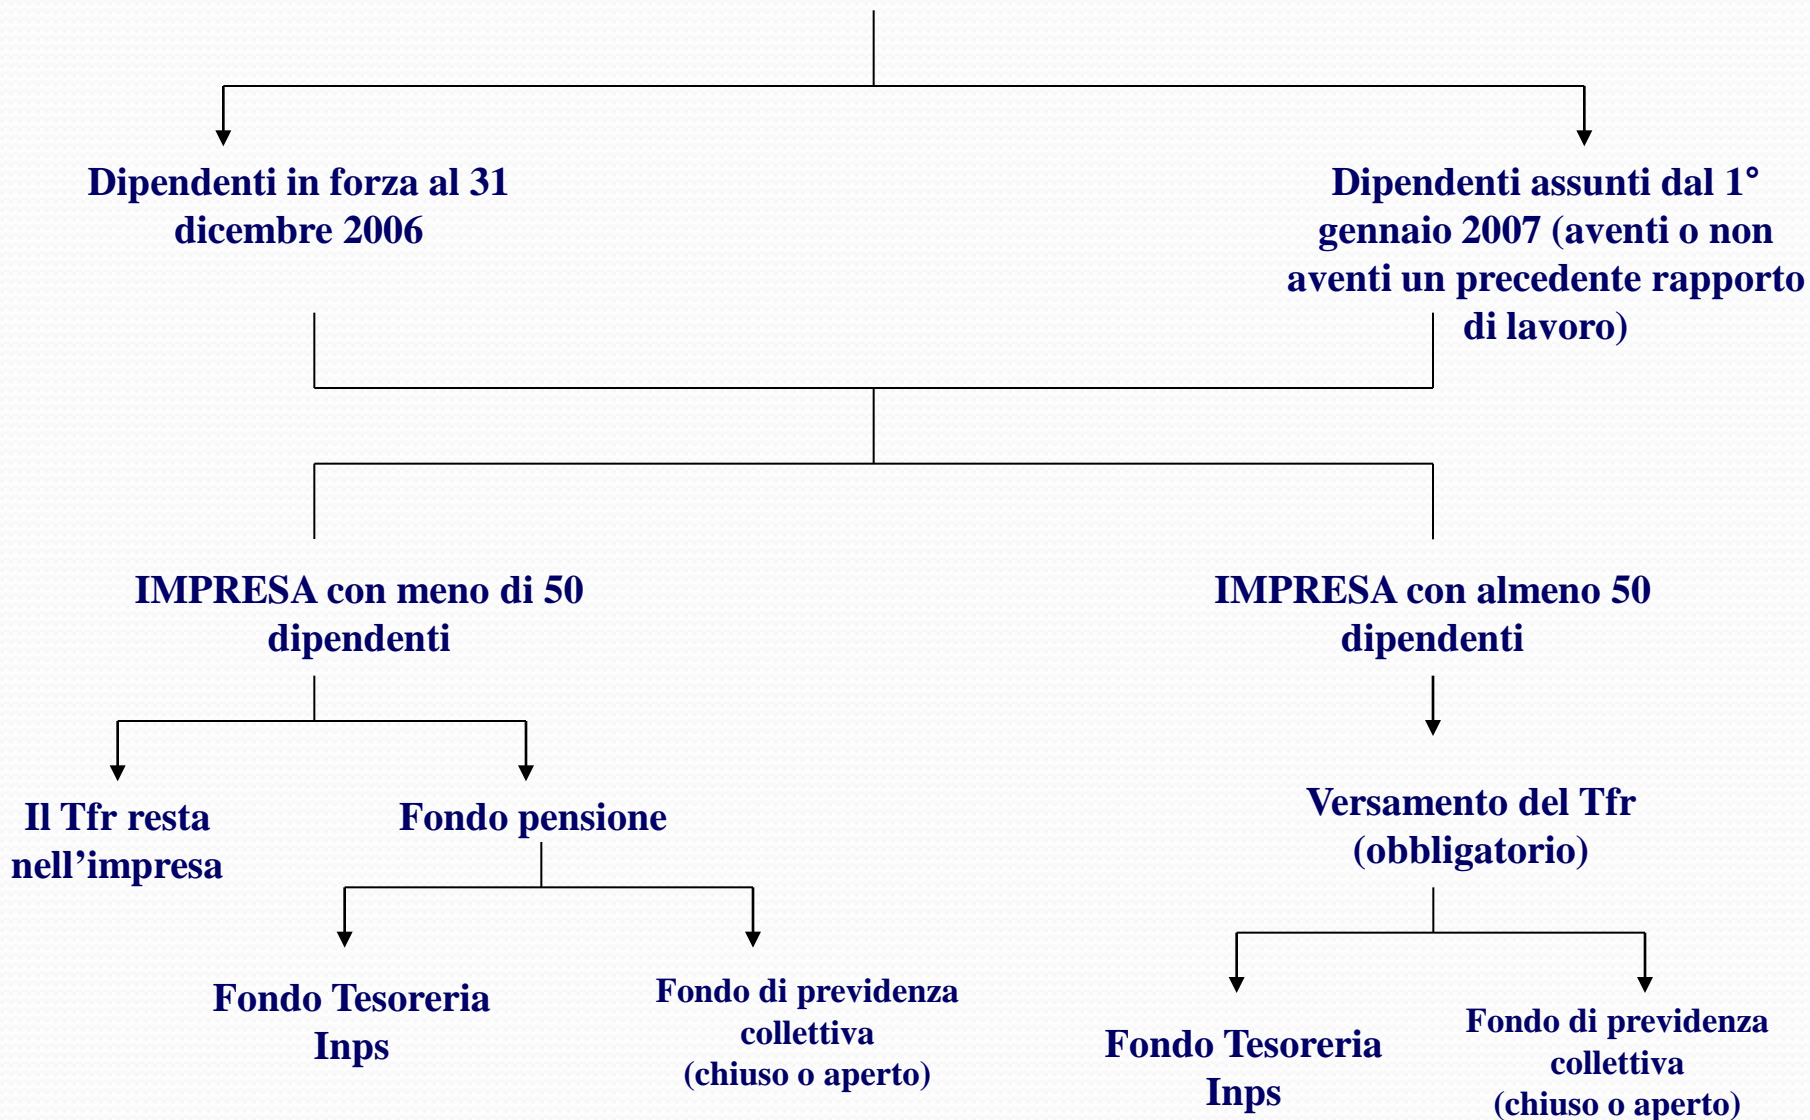 Dipendenti in forza al 31
dicembre 2006
Dipendenti assunti dal 1°
gennaio 2007 (aventi o non
aventi un precedente rapporto
di lavoro)
IMPRESA con meno di 50
dipendenti
IMPRESA con almeno 50
dipendenti
Il Tfr resta
nell’impresa
Fondo pensione
Versamento del Tfr
(obbligatorio)
Fondo Tesoreria
Inps
Fondo di previdenza
collettiva
(chiuso o aperto)
Fondo Tesoreria
Inps
Fondo di previdenza
collettiva
(chiuso o aperto)